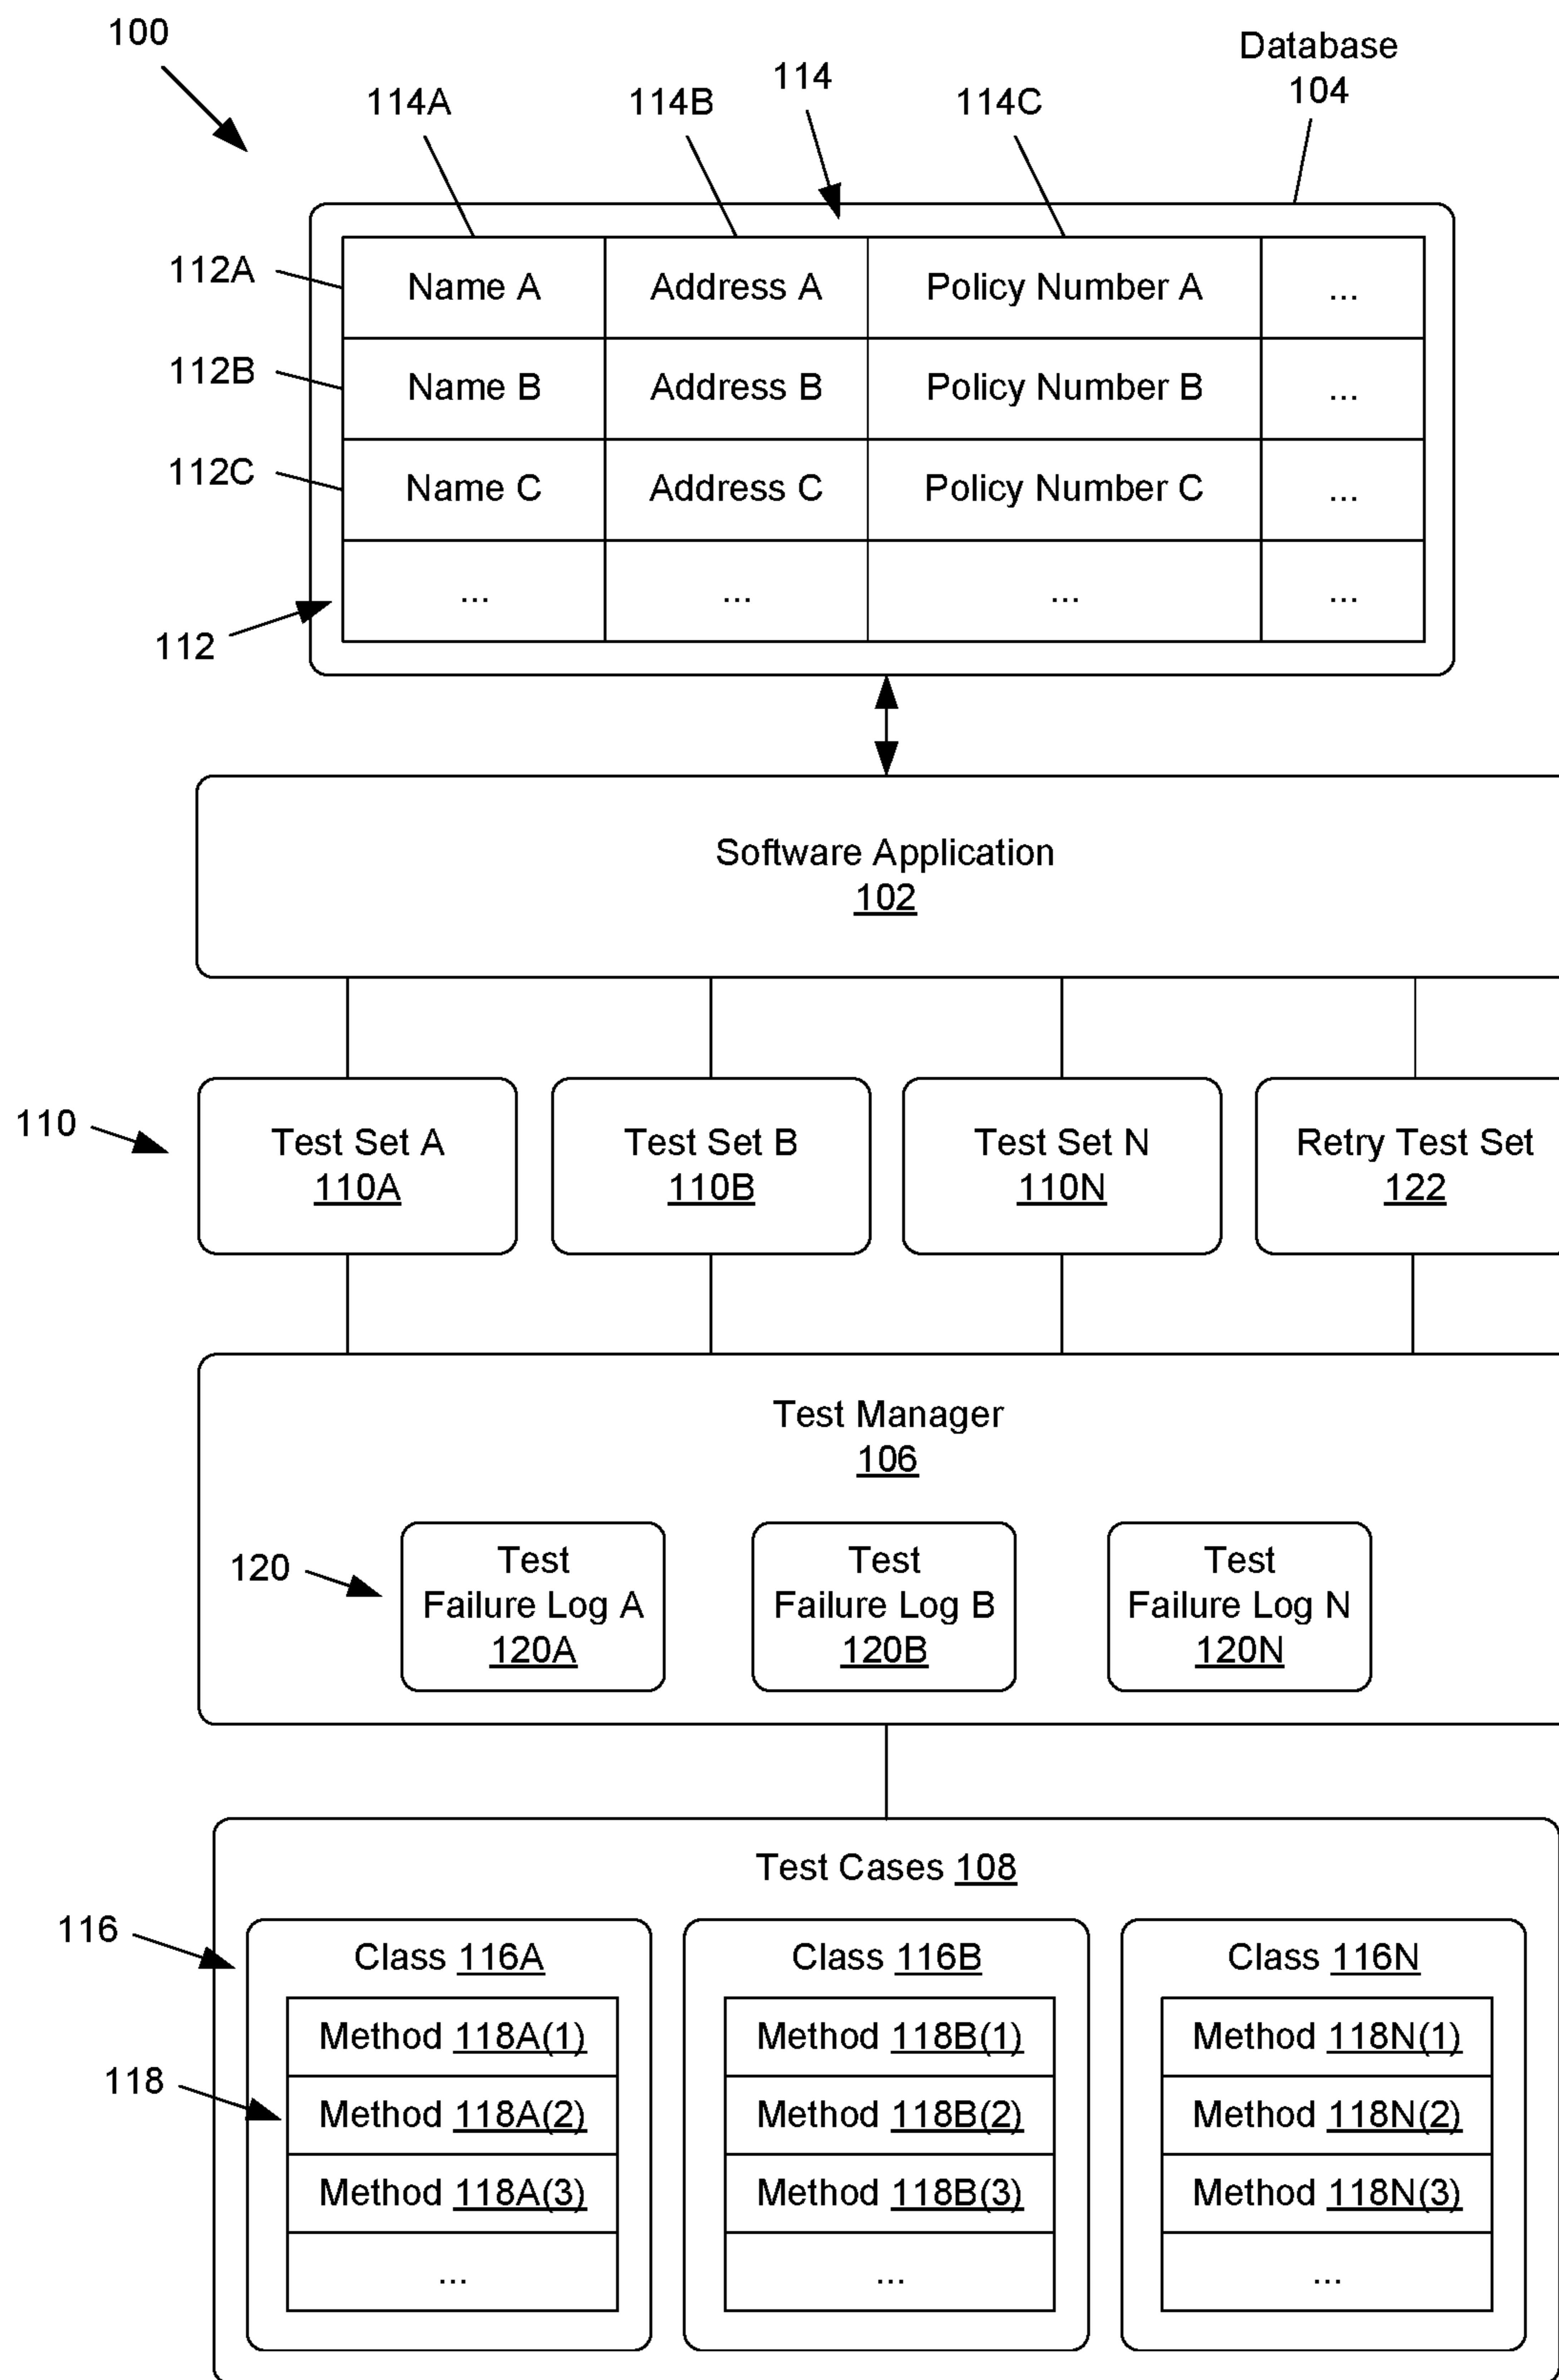 100
Database
104
114
114A
114B
114C
112A
Name A
Address A
Policy Number A
...
112B
Name B
Address B
Policy Number B
...
112C
Name C
Address C
Policy Number C
...
...
...
...
...
112
Software Application
102
110
Test Set A
110A
Test Set B
110B
Test Set N
110N
Retry Test Set
122
Test Manager
106
120
Test
Failure Log A
120A
Test
Failure Log B
120B
Test
Failure Log N
120N
Test Cases 108
116
118
Class 116A
Method 118A(1)
Method 118A(2)
Method 118A(3)
...
Class 116B
Method 118B(1)
Method 118B(2)
Method 118B(3)
...
Class 116N
Method 118N(1)
Method 118N(2)
Method 118N(3)
...